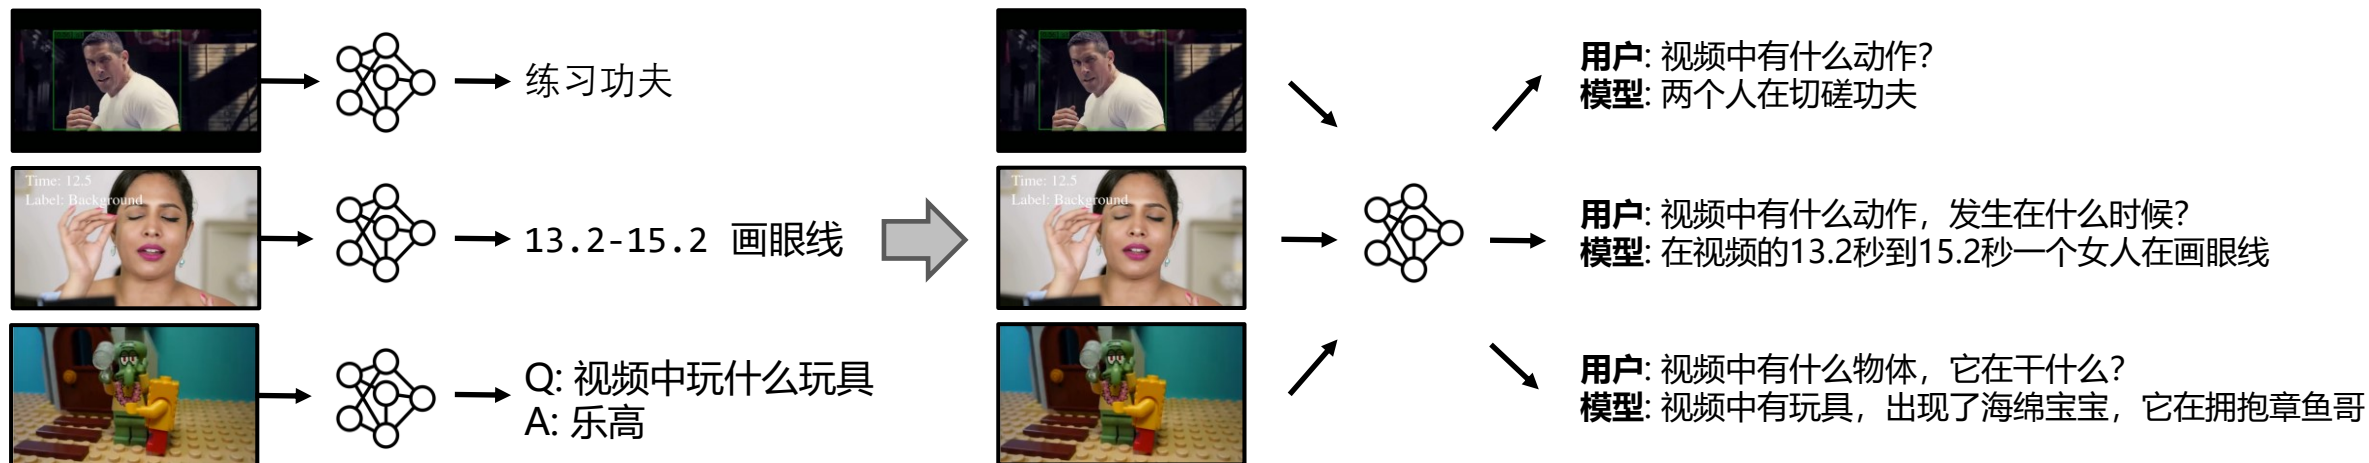 练习功夫
Time: 12.5
Label: Background
13.2-15.2 画眼线
Q: 视频中玩什么玩具
A: 乐高
用户: 视频中有什么动作?
模型: 两个人在切磋功夫
Time: 12.5
Label: Background
用户: 视频中有什么动作，发生在什么时候?
模型: 在视频的13.2秒到15.2秒一个女人在画眼线
用户: 视频中有什么物体，它在干什么?
模型: 视频中有玩具，出现了海绵宝宝，它在拥抱章鱼哥